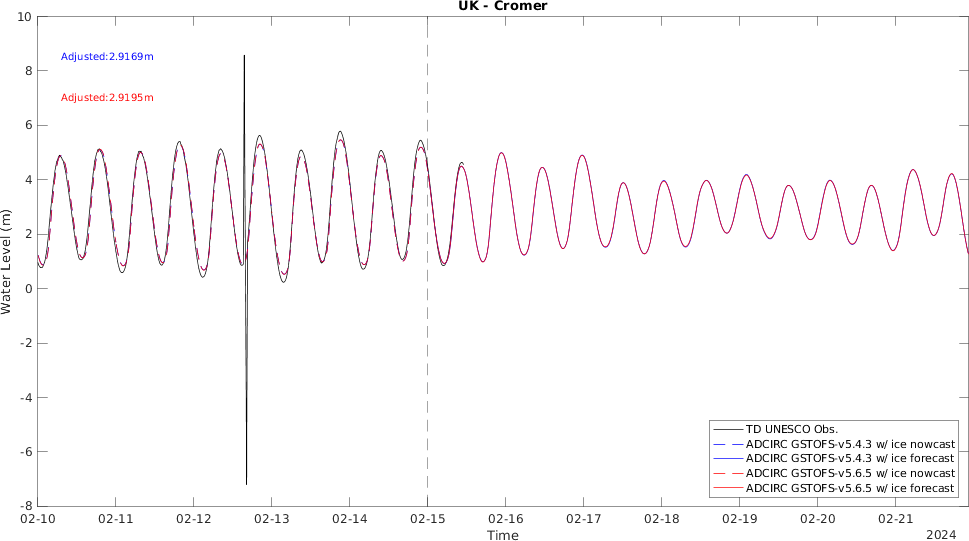 UK - Cromer
10
8
6
4
2
0
-2
-4
-6
-8
Water Level (m)
Adjusted:2.9169m
Adjusted:2.9195m
TD UNESCO Obs.
ADCIRC GSTOFS-v5.4.3 w/ ice nowcast
ADCIRC GSTOFS-v5.4.3 w/ ice forecast
ADCIRC GSTOFS-v5.6.5 w/ ice nowcast
ADCIRC GSTOFS-v5.6.5 w/ ice forecast
02-10 02-11 02-12 02-13 02-14 02-15 02-16 02-17 02-18 02-19 02-20 02-21
Time
2024